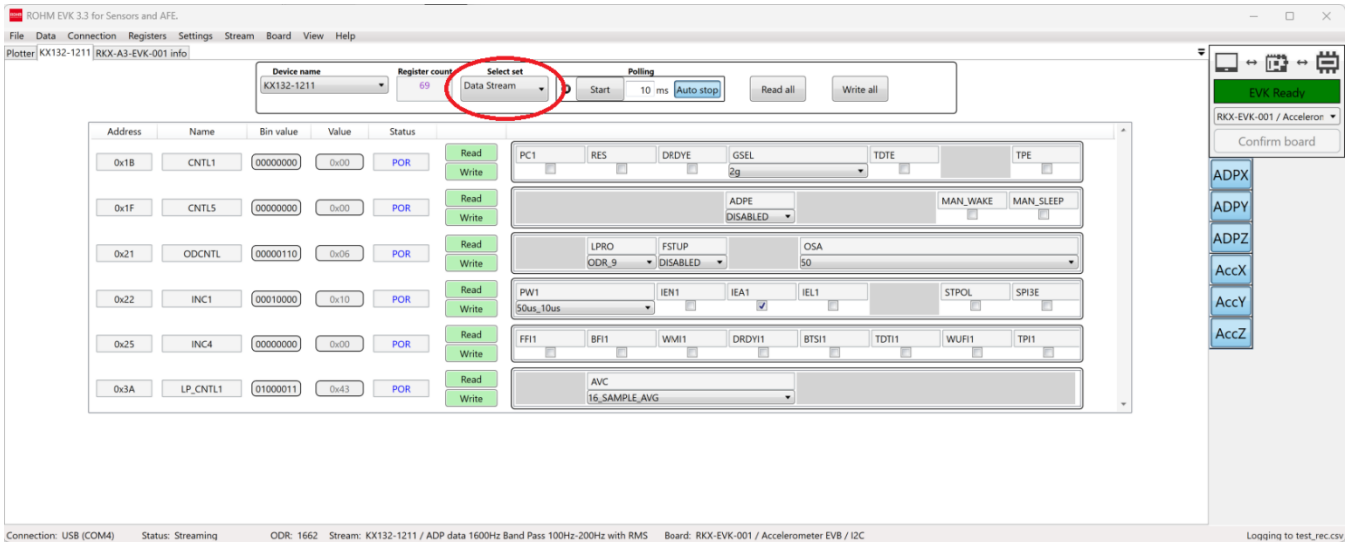 ROHM EVK 3.3 for Sensors and AFE.
File Data Connection Registers Settings Stream Board View Help
Plotter KX132-1211 RKX-A3-EVK-001 info
Device name Register count Select set Polling
KX132-1211 69 Data Stream Start 10 ms Auto stop Read all Write all
EVK Ready
RKX-EVK-001 / Acceleron
Confirm board
ADPX
ADPY
ADPZ
AccX
AccY
AccZ
Address Name Bin value Value Status
0x1B CNTL1 00000000 0x00 POR Read Write
PC1 RES DRDYE GSEL TDTE TPE
2g
0x1F CNTL5 00000000 0x00 POR Read Write
ADPE MAN_WAKE MAN_SLEEP
DISABLED
0x21 ODCNTL 00000110 0x06 POR Read Write
LPRO FSTUP OSA
ODR_9 DISABLED 50
0x22 INC1 00010000 0x10 POR Read Write
PW1 IEN1 IEA1 IEL1 STPOL SPI3E
50us_10us
0x25 INC4 00000000 0x00 POR Read Write
FFI1 BFI1 WMI1 DRDYI1 BTSI1 TDTI1 WUFI1 TPI1
0x3A LP_CNTL1 01000011 0x43 POR Read Write
AVC
16_SAMPLE_AVG
Connection: USB (COM4) Status: Streaming ODR: 1662 Stream: KX132-1211 / ADP data 1600Hz Band Pass 100Hz-200Hz with RMS Board: RKX-EVK-001 / Accelerometer EVB / I2C Logging to test_rec.csv